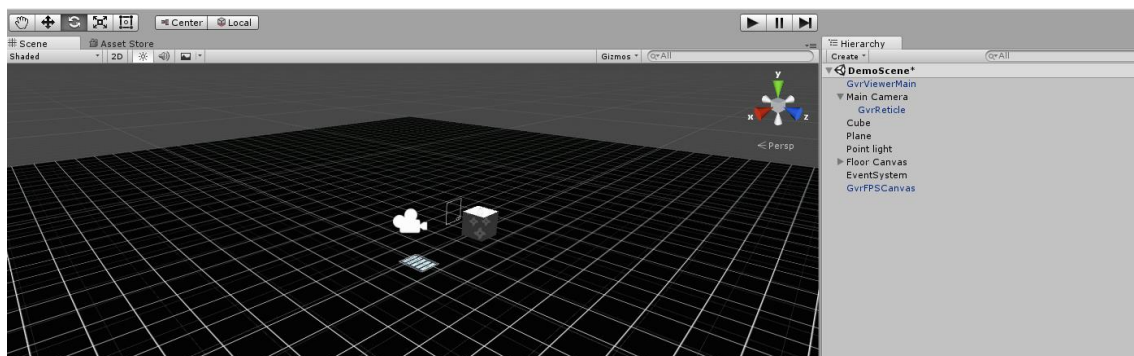 Center Local
Scene Asset Store
Shaded 2D Gizmos All
y
x z
Persp
Hierarchy
Create All
DemoScene*
GvrViewerMain
Main Camera
GvrReticle
Cube
Plane
Point light
Floor Canvas
EventSystem
GvrFPSCanvas